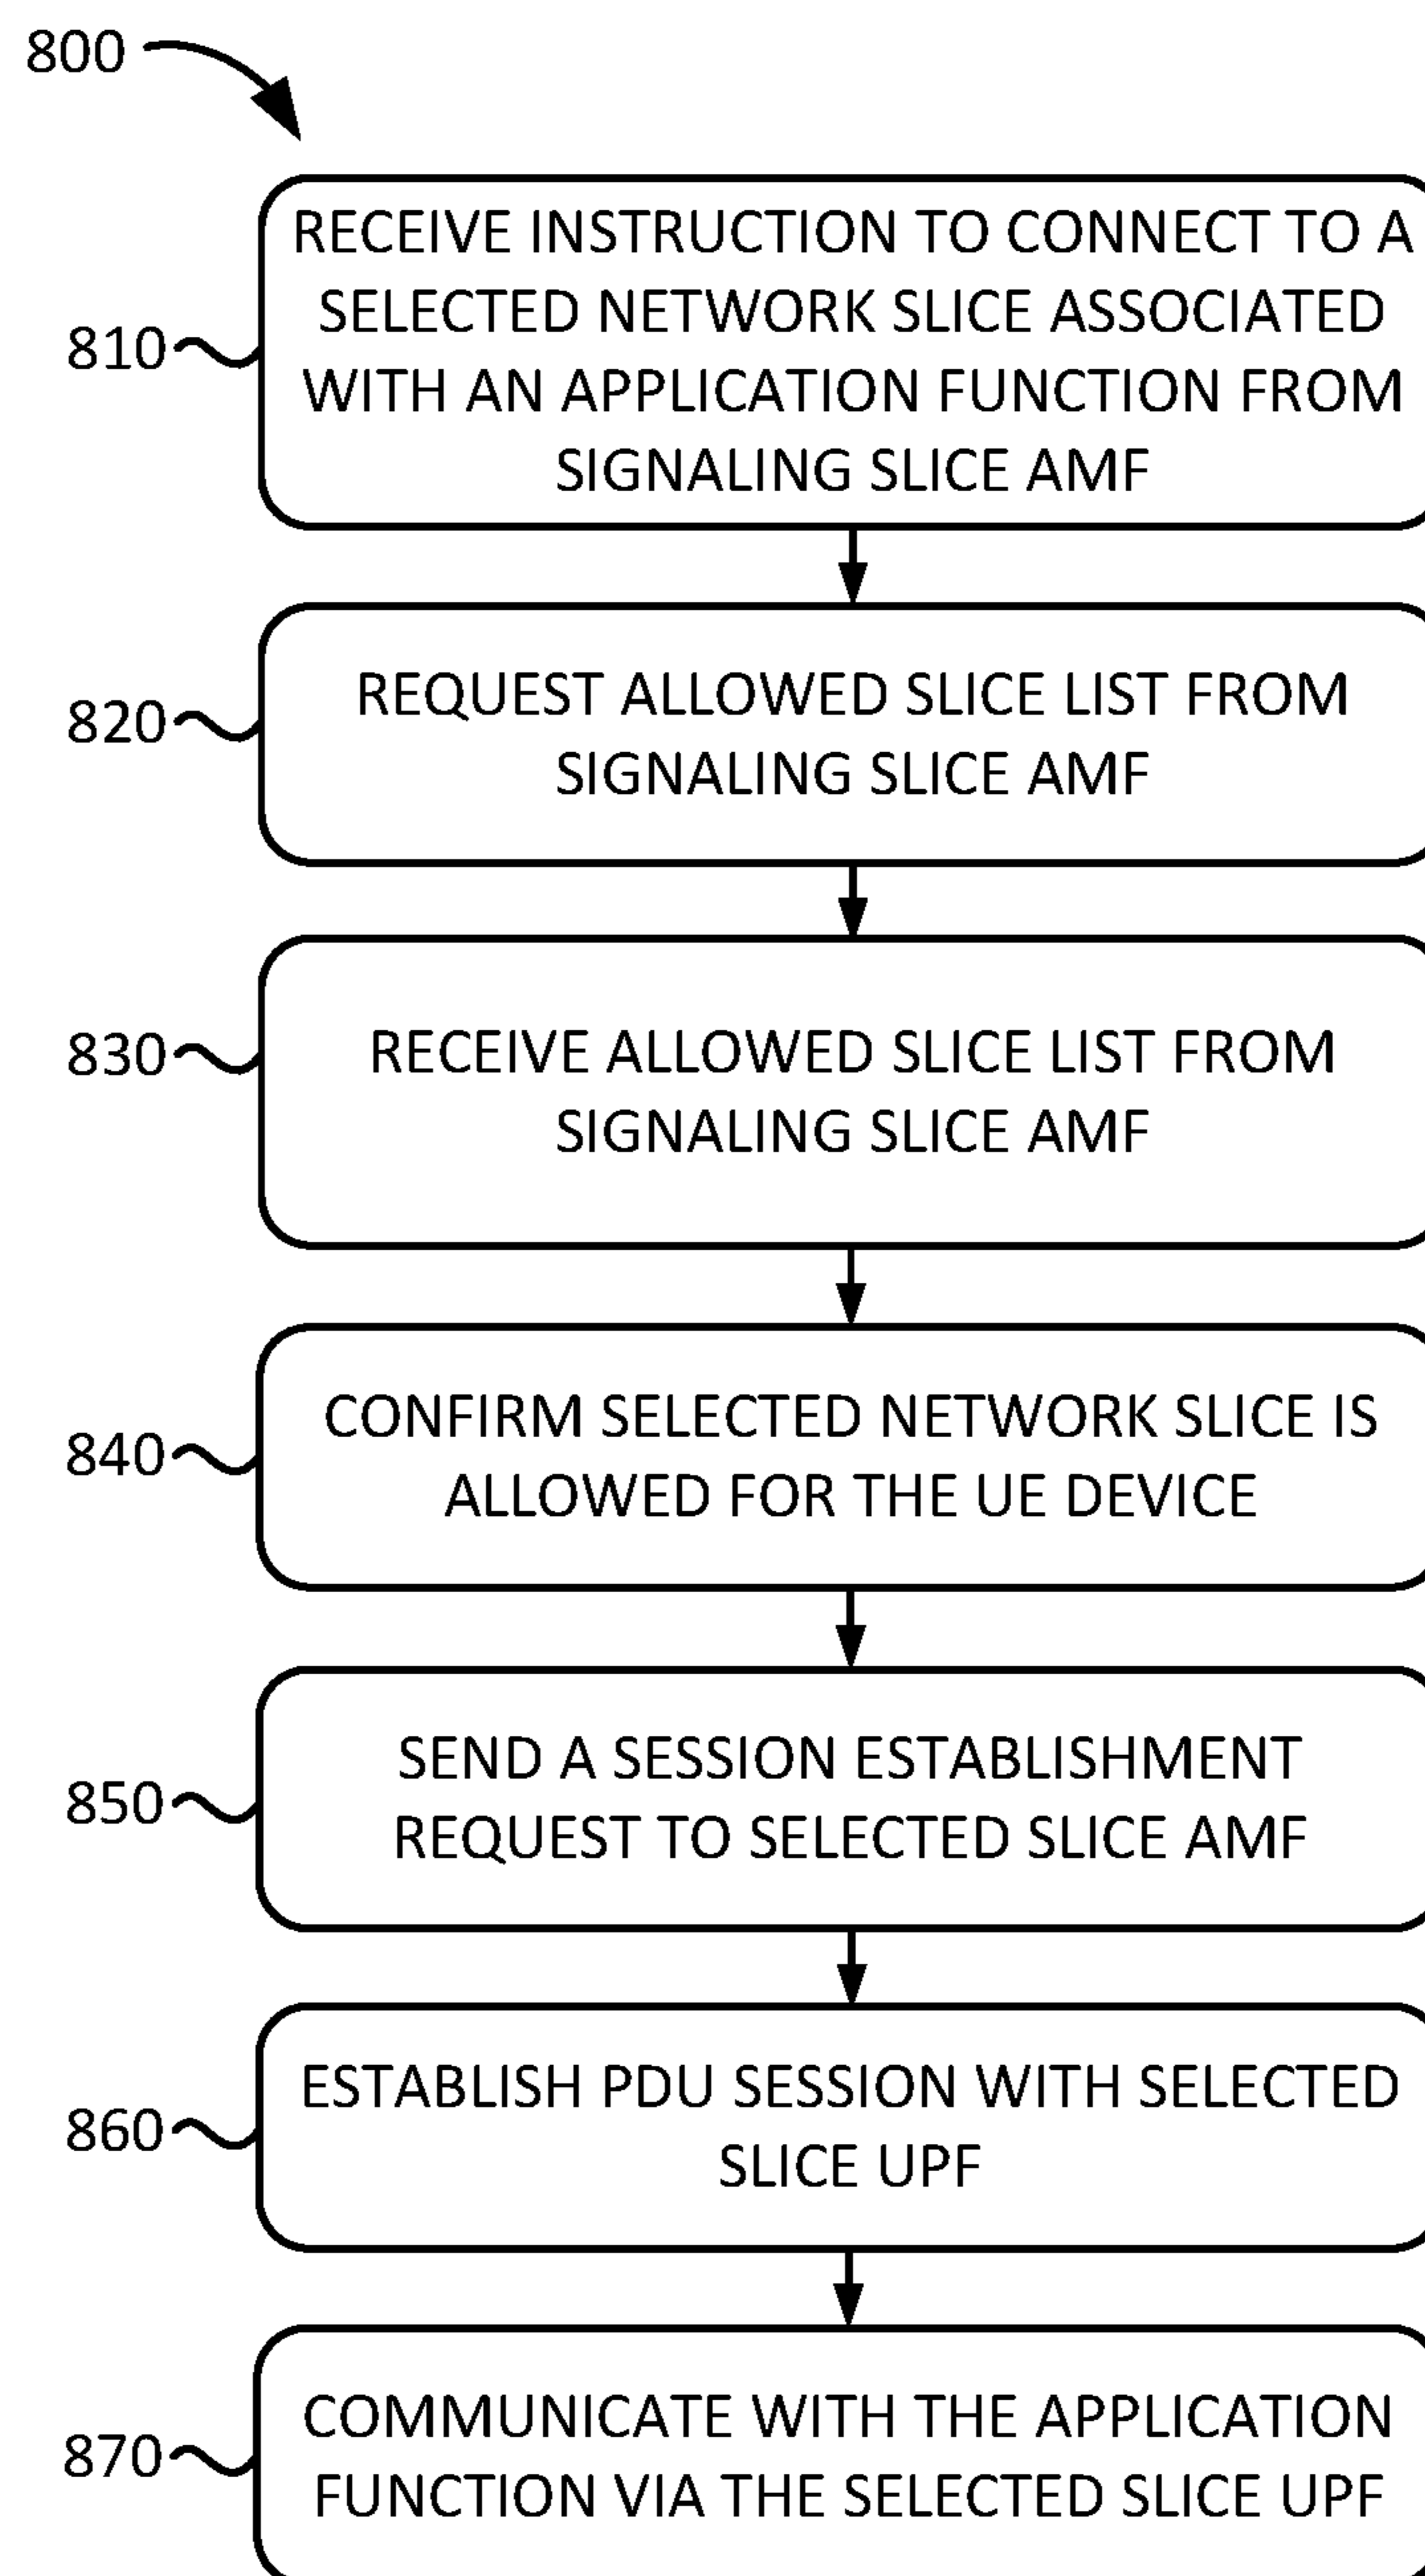 800
810
RECEIVE INSTRUCTION TO CONNECT TO A
SELECTED NETWORK SLICE ASSOCIATED
WITH AN APPLICATION FUNCTION FROM
SIGNALING SLICE AMF
820
REQUEST ALLOWED SLICE LIST FROM
SIGNALING SLICE AMF
830
RECEIVE ALLOWED SLICE LIST FROM
SIGNALING SLICE AMF
840
CONFIRM SELECTED NETWORK SLICE IS
ALLOWED FOR THE UE DEVICE
850
SEND A SESSION ESTABLISHMENT
REQUEST TO SELECTED SLICE AMF
860
ESTABLISH PDU SESSION WITH SELECTED
SLICE UPF
870
COMMUNICATE WITH THE APPLICATION
FUNCTION VIA THE SELECTED SLICE UPF